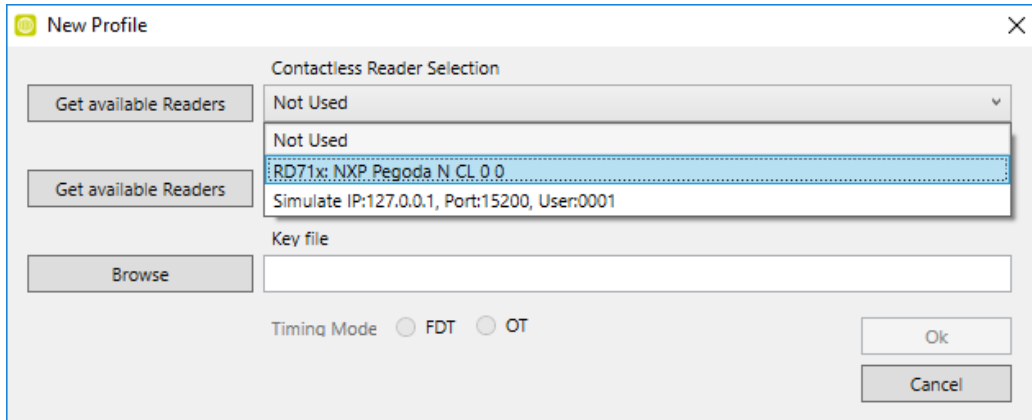 New Profile
Contactless Reader Selection
Get available Readers
Not Used
Not Used
RD71x: NXP Pegoda N CL 0 0
Get available Readers
Simulate IP:127.0.0.1, Port:15200, User:0001
Key file
Browse
Timing Mode FDT OT
Ok
Cancel